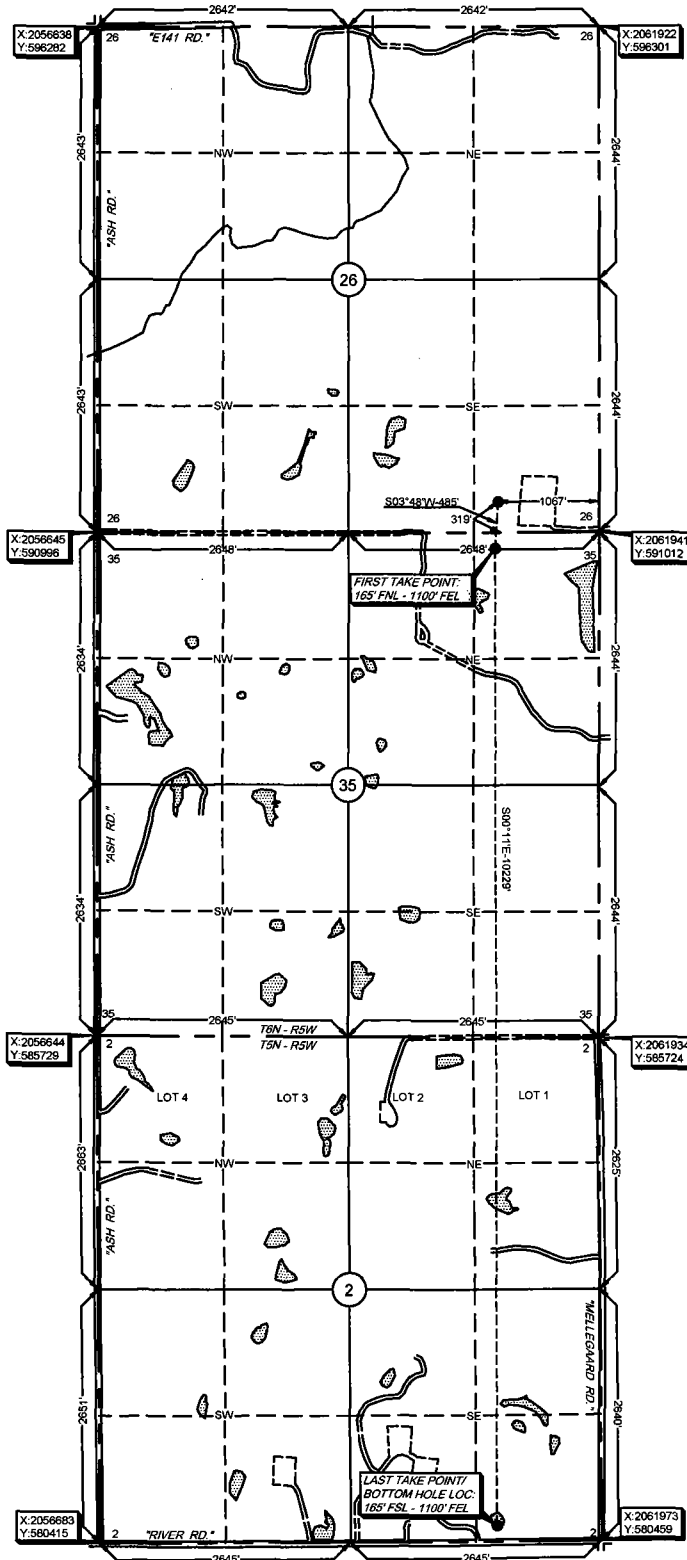 2642'
2642'
X:2056838
Y:596282
X:2061922
Y:596301
26
"E141 RD."
26
2643'
2644'
NW
NE
"ASH RD."
26
2643'
2644'
SW
SE
S03°48'W-485'
1067'
319'
26
26
X:2056645
Y:590996
X:2061941
Y:591012
35
2648'
2648'
35
FIRST TAKE POINT:
165' FNL - 1100' FEL
2634'
2644'
NW
NE
35
"ASH RD."
S00°11'E-10229'
2634'
2644'
SW
SE
35
2645'
2645'
35
T6N - R5W
T5N - R5W
X:2056644
Y:585729
X:2061934
Y:585724
2
2
LOT 4
LOT 3
LOT 2
LOT 1
2663'
2625'
NW
NE
"ASH RD."
2
"MELLEGAARD RD."
2651'
2640'
SW
SE
LAST TAKE POINT/
BOTTOM HOLE LOC:
165' FSL - 1100' FEL
X:2056683
Y:580415
X:2061973
Y:580459
2
"RIVER RD."
2
2645'
2645'